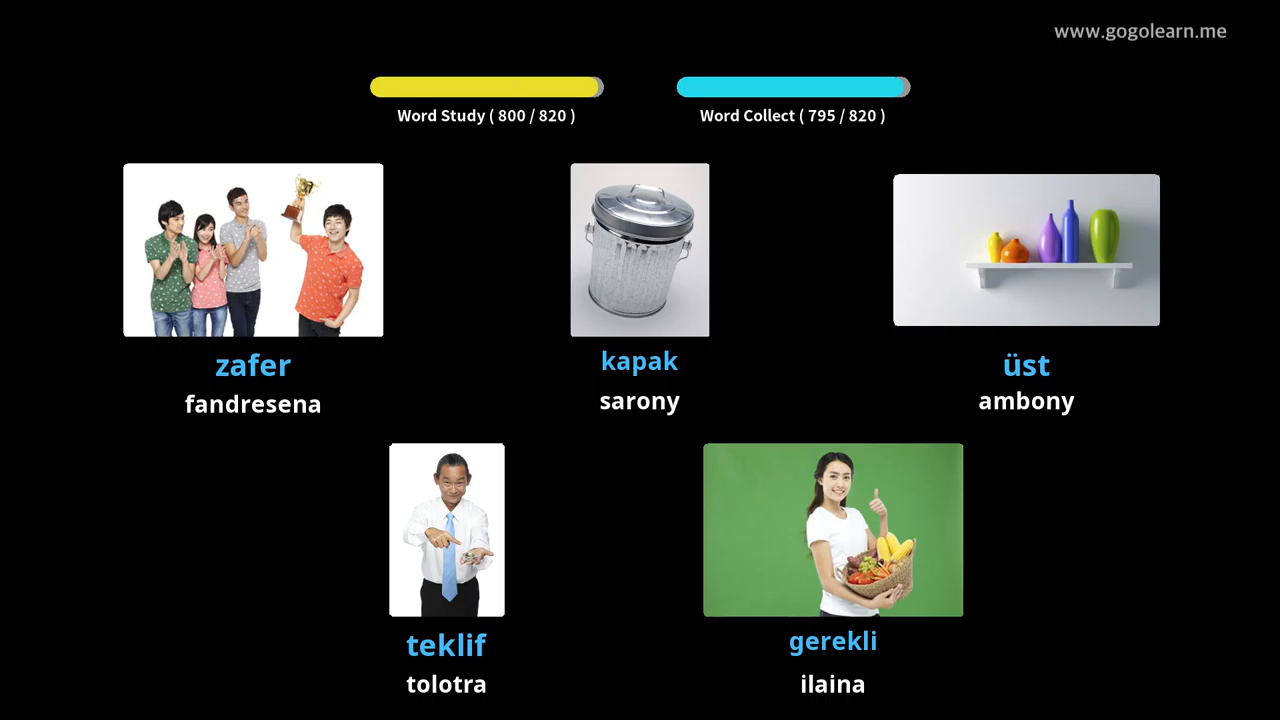 www.gogolearn.me
Word Study ( 800 / 820 )
Word Collect ( 795 / 820 )
zafer
fandresena
kapak
sarony
üst
ambony
teklif
tolotra
gerekli
ilaina